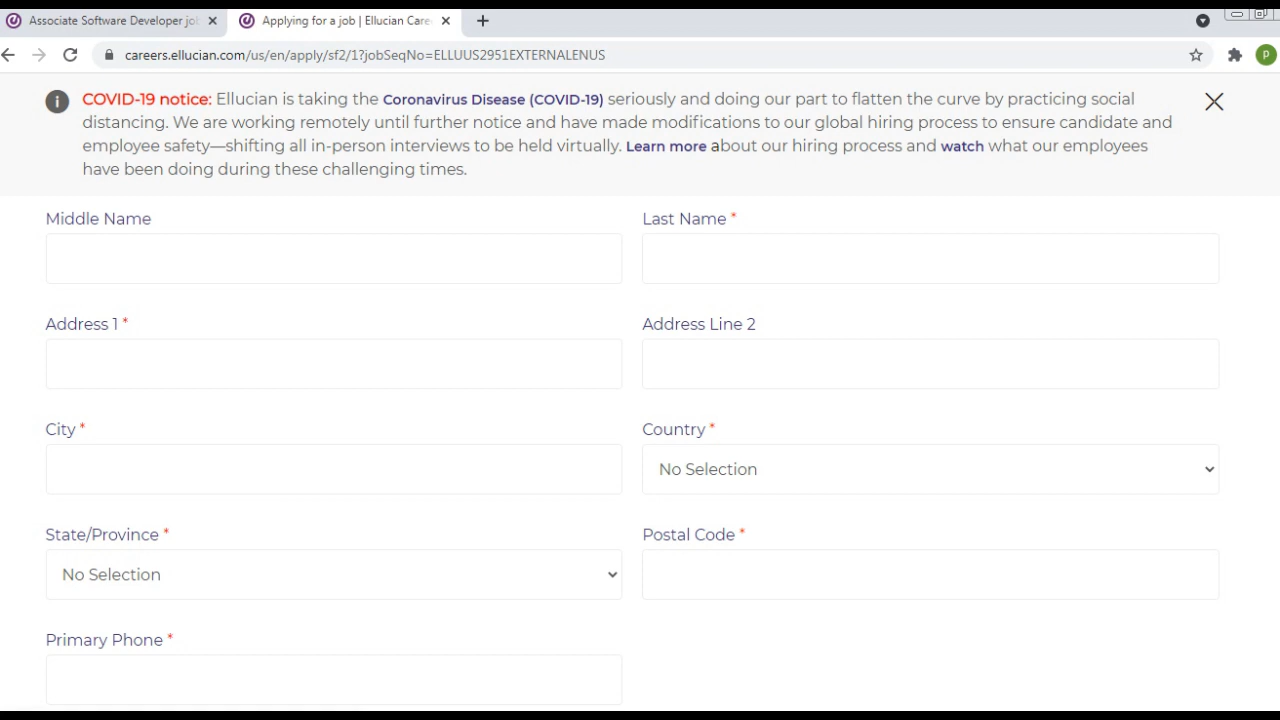 Associate Software Developer jo
Applying for a job | Ellucian Care
careers.ellucian.com/us/en/apply/sf2/1?jobSeqNo=ELLUUS2951EXTERNALENUS
P
COVID-19 notice: Ellucian is taking the Coronavirus Disease (COVID-19) seriously and doing our part to flatten the curve by practicing social
distancing. We are working remotely until further notice and have made modifications to our global hiring process to ensure candidate and
employee safety—shifting all in-person interviews to be held virtually. Learn more about our hiring process and watch what our employees
have been doing during these challenging times.
Middle Name
Last Name *
Address 1 *
Address Line 2
City *
Country *
No Selection
State/Province *
Postal Code *
No Selection
Primary Phone *